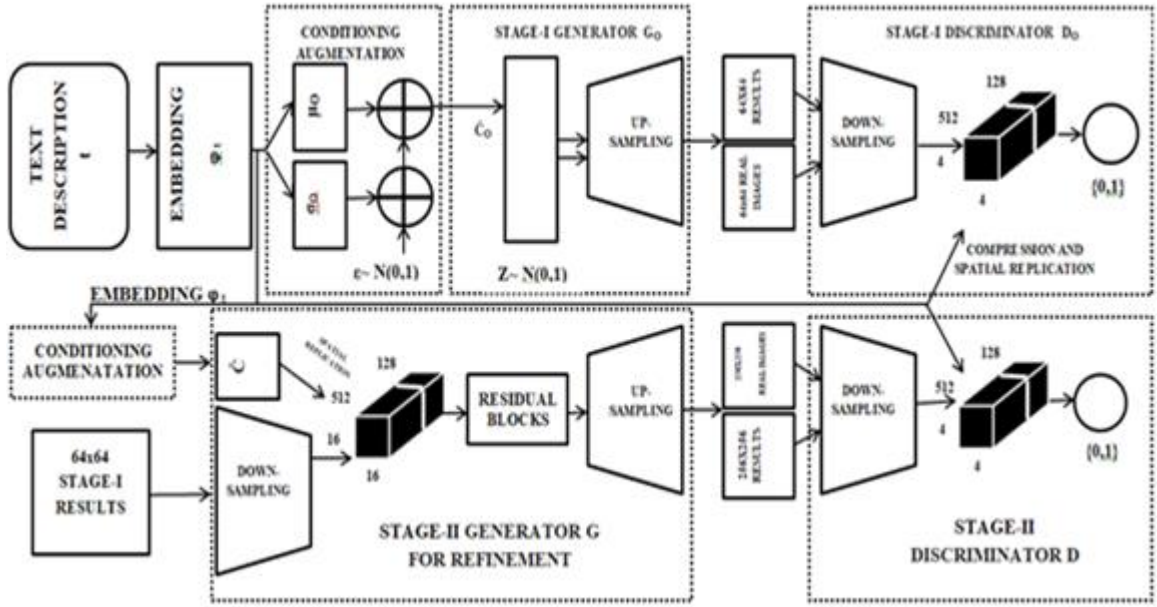 TEXT
DESCRIPTION
t
EMBEDDING
φt
CONDITIONING
AUGMENTATION
μ0
σ0
ε~ N(0,1)
STAGE-I GENERATOR G0
Ĉ0
Z~ N(0,1)
UP-
SAMPLING
64X64
RESULTS
64x64 REAL
IMAGES
STAGE-I DISCRIMINATOR D0
DOWN-
SAMPLING
128
512
4
4
{0,1}
COMPRESSION AND
SPATIAL REPLICATION
EMBEDDING φt
CONDITIONING
AUGMENATATION
64x64
STAGE-I
RESULTS
Ĉ
SPATIAL
REPLICATION
DOWN-
SAMPLING
128
512
16
16
RESIDUAL
BLOCKS
UP-
SAMPLING
STAGE-II GENERATOR G
FOR REFINEMENT
REAL IMAGES
256X256
RESULTS
DOWN-
SAMPLING
128
512
4
4
{0,1}
STAGE-II
DISCRIMINATOR D